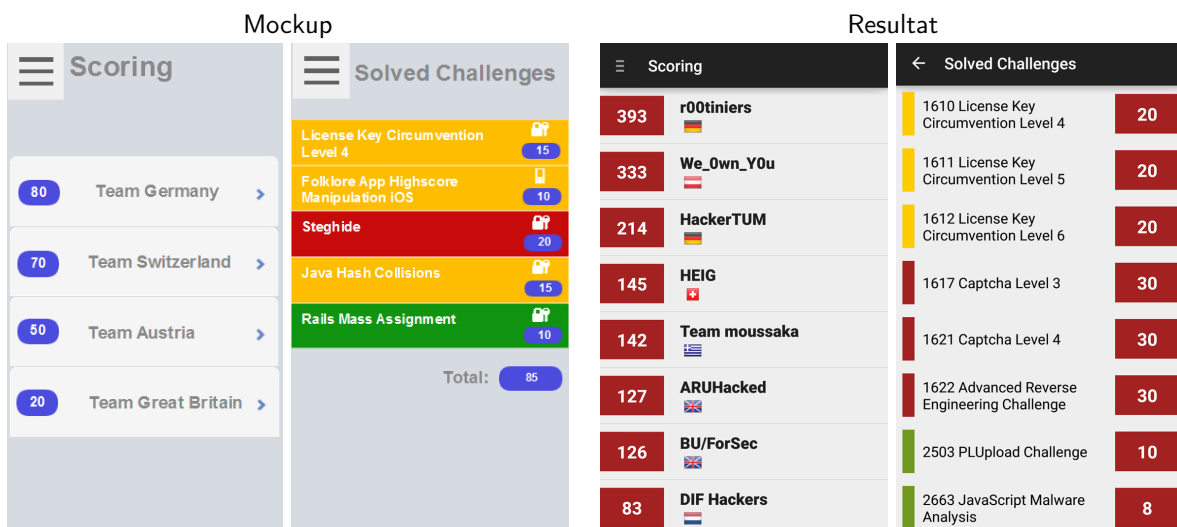 Mockup
Scoring
80 Team Germany
70 Team Switzerland
50 Team Austria
20 Team Great Britain
Solved Challenges
License Key Circumvention
Level 4
15
Folklore App Highscore
Manipulation iOS
10
Steghide
20
Java Hash Collisions
15
Rails Mass Assignment
10
Total: 85
Resultat
Scoring
393 r00tiniers
333 We_0wn_Y0u
214 HackerTUM
145 HEIG
142 Team moussaka
127 ARUHacked
126 BU/ForSec
83 DIF Hackers
Solved Challenges
1610 License Key
Circumvention Level 4
20
1611 License Key
Circumvention Level 5
20
1612 License Key
Circumvention Level 6
20
1617 Captcha Level 3
30
1621 Captcha Level 4
30
1622 Advanced Reverse
Engineering Challenge
30
2503 PLUpload Challenge
10
2663 JavaScript Malware
Analysis
8